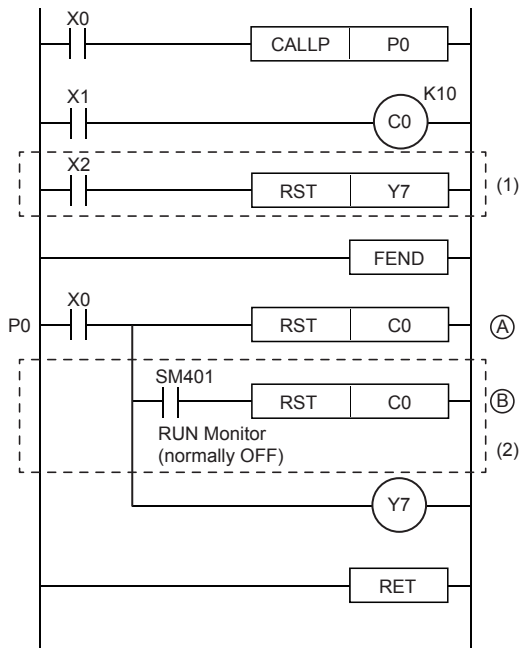 X0
CALLP P0
X1
K10
C0
X2
RST Y7
(1)
FEND
X0
P0
RST C0
A
SM401
RST C0
B
RUN Monitor
(normally OFF)
(2)
Y7
RET